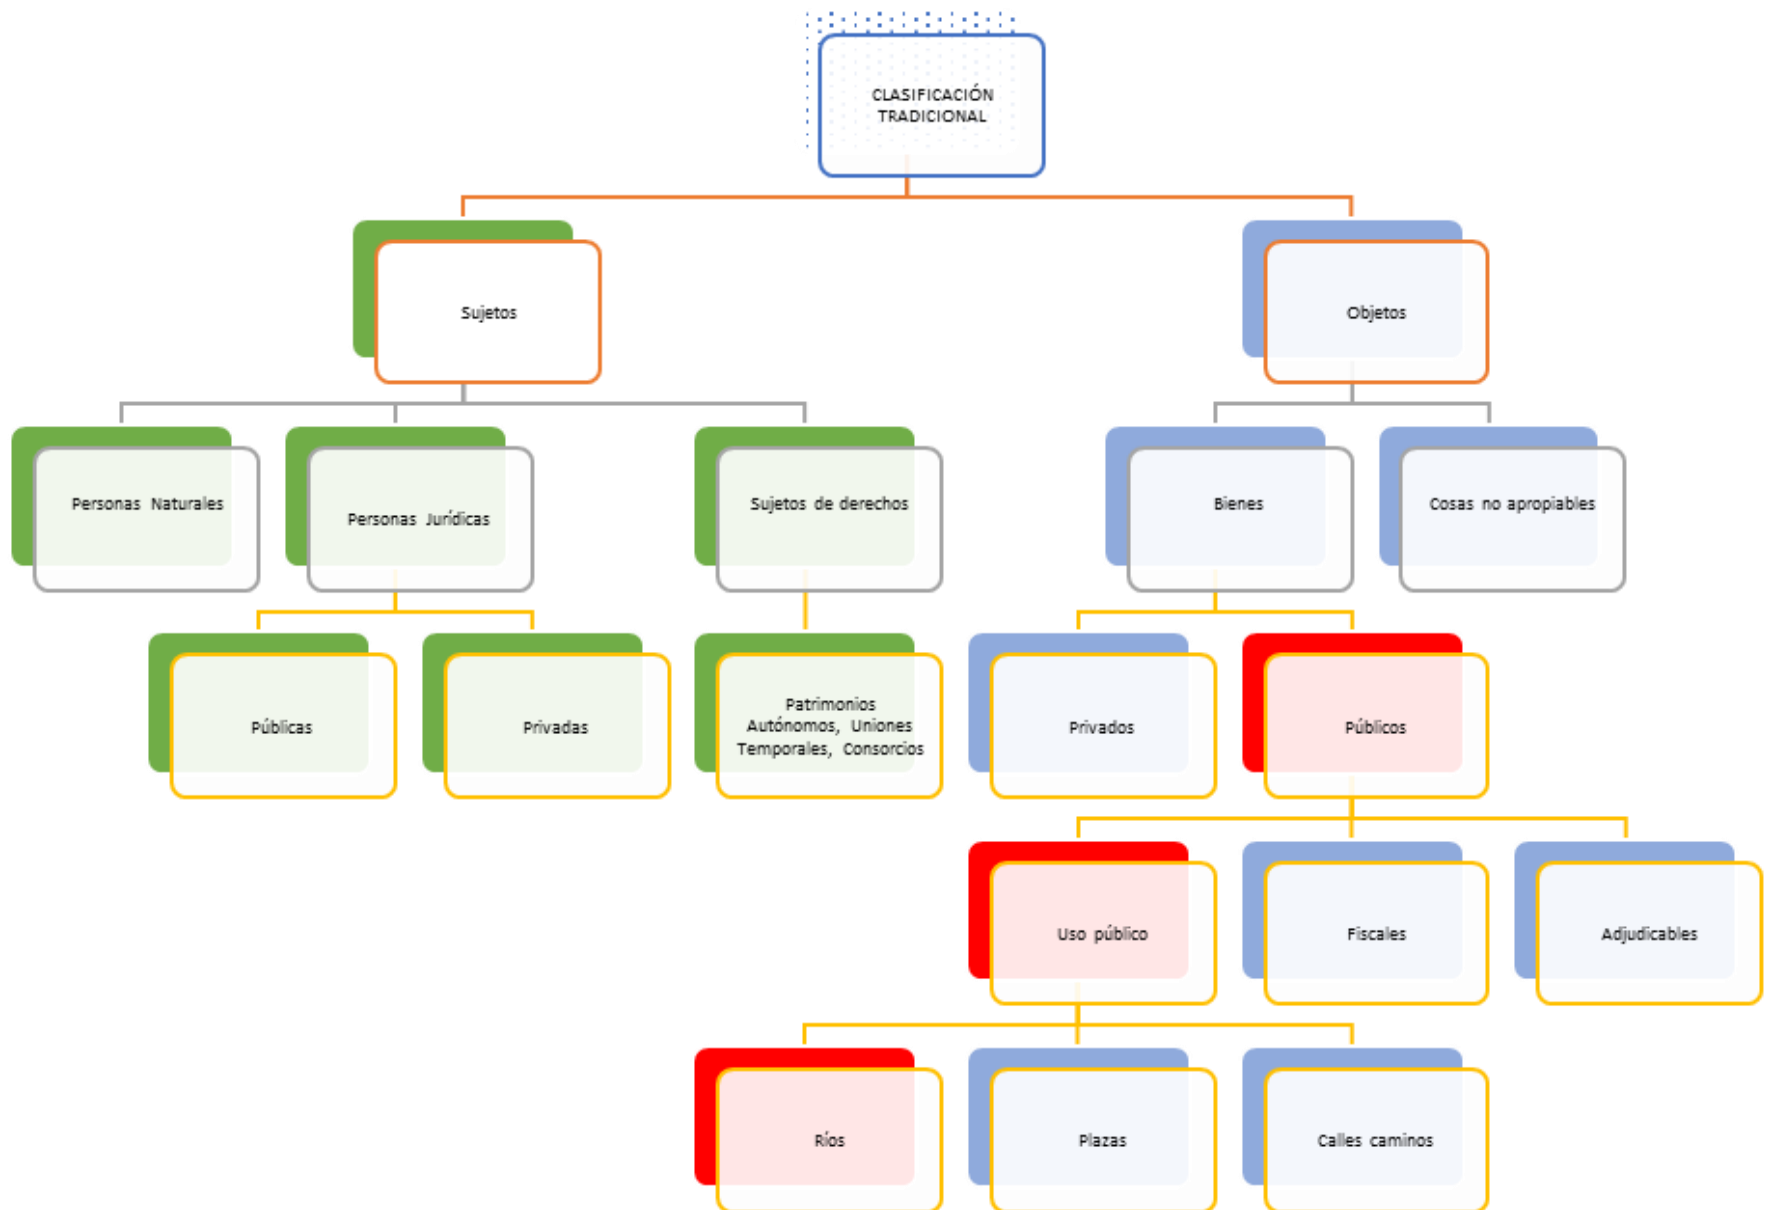 CLASIFICACIÓN
TRADICIONAL
Sujetos
Objetos
Personas Naturales
Personas Jurídicas
Sujetos de derechos
Bienes
Cosas no apropiables
Públicas
Privadas
Patrimonios
Autónomos, Uniones
Temporales, Consorcios
Privados
Públicos
Uso público
Fiscales
Adjudicables
Ríos
Plazas
Calles caminos